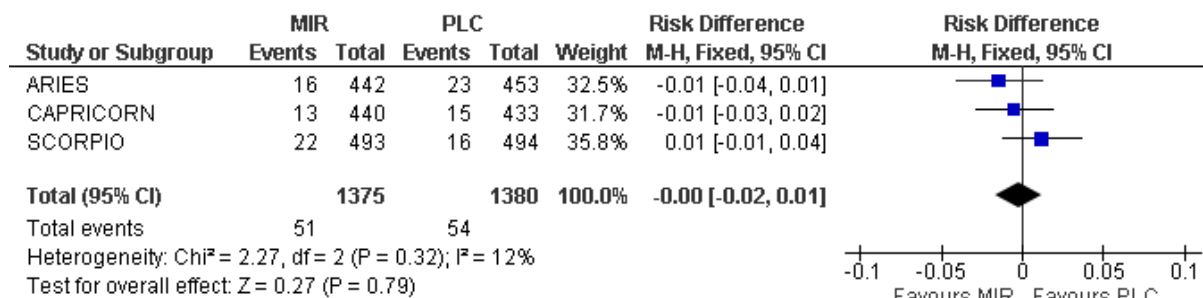 MIR PLC Risk Difference Risk Difference
Study or Subgroup Events Total Events Total Weight M-H, Fixed, 95% CI M-H, Fixed, 95% CI
ARIES 16 442 23 453 32.5% -0.01 [-0.04, 0.01]
CAPRICORN 13 440 15 433 31.7% -0.01 [-0.03, 0.02]
SCORPIO 22 493 16 494 35.8% 0.01 [-0.01, 0.04]
Total (95% CI) 1375 1380 100.0% -0.00 [-0.02, 0.01]
Total events 51 54
Heterogeneity: Chi² = 2.27, df = 2 (P = 0.32); I² = 12%
Test for overall effect: Z = 0.27 (P = 0.79)
-0.1 -0.05 0 0.05 0.1
Favours MIR Favours PLC